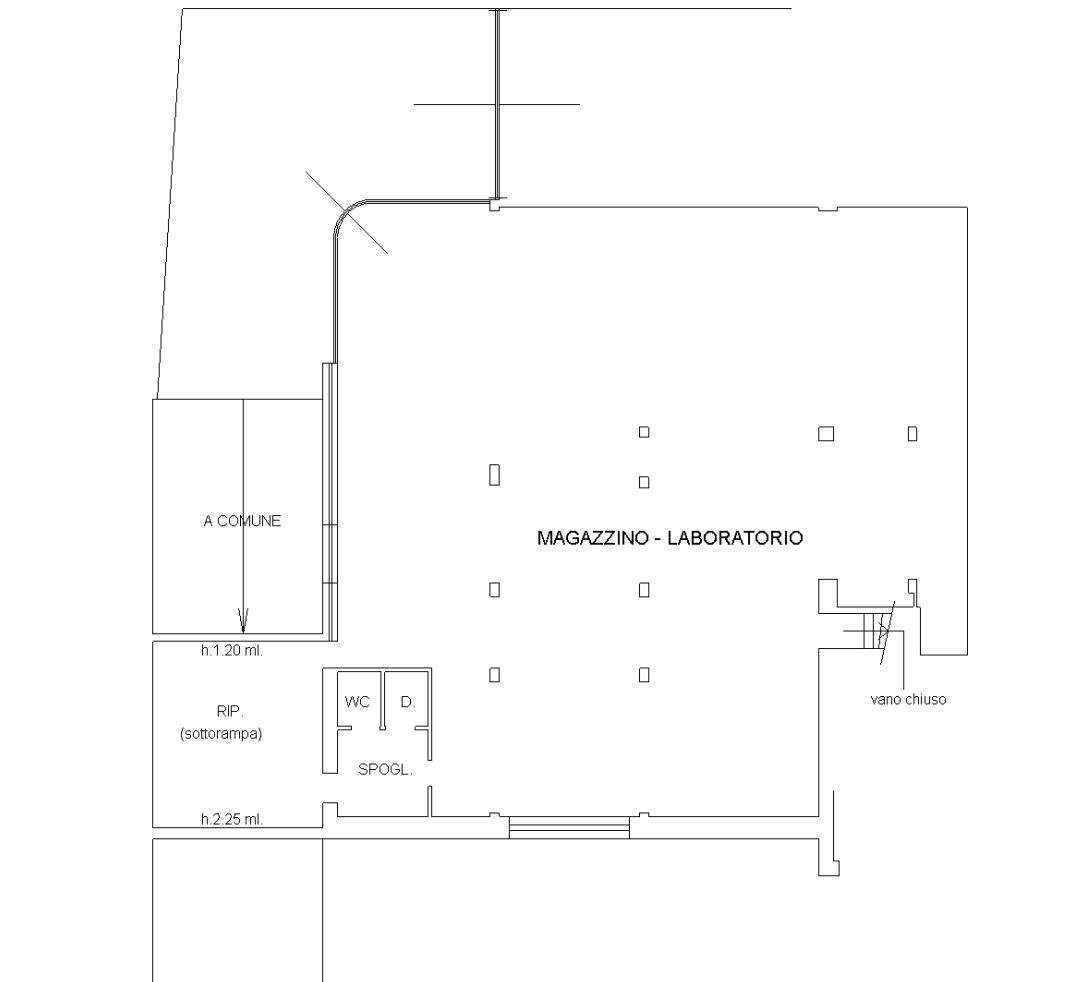 A COMUNE
MAGAZZINO - LABORATORIO
h.1.20 ml.
WC
D.
vano chiuso
RIP.
(sottorampa)
SPOGL.
h.2.25 ml.